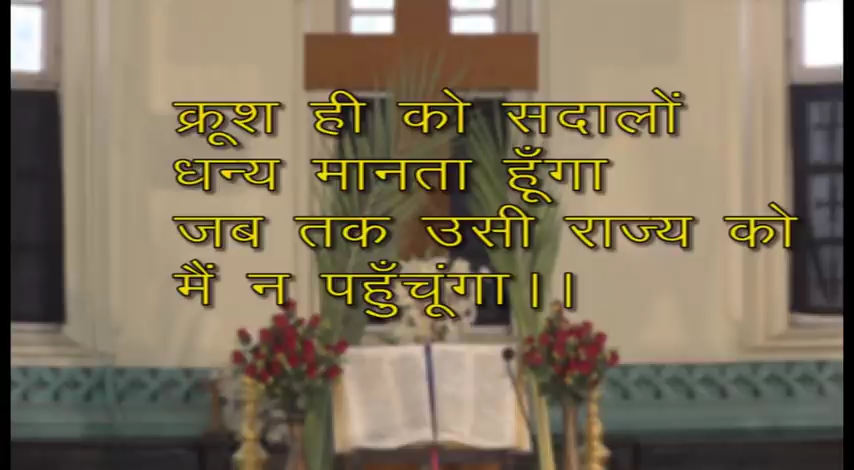 क्रूश ही को सदालों
धन्य मानता हूँगा
जब तक उसी राज्य को
मैं न पहुँचूंगा।।